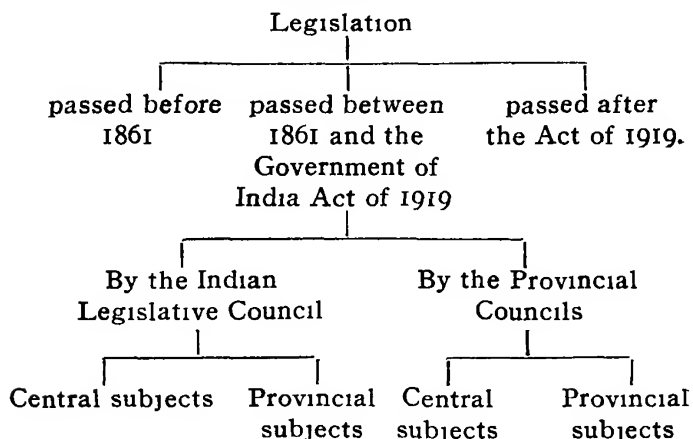 Legislation
passed before passed between passed after
1861 1861 and the the Act of 1919.
Government of
India Act of 1919
By the Indian By the Provincial
Legislative Council Councils
Central subjects Provincial Central Provincial
subjects subjects subjects